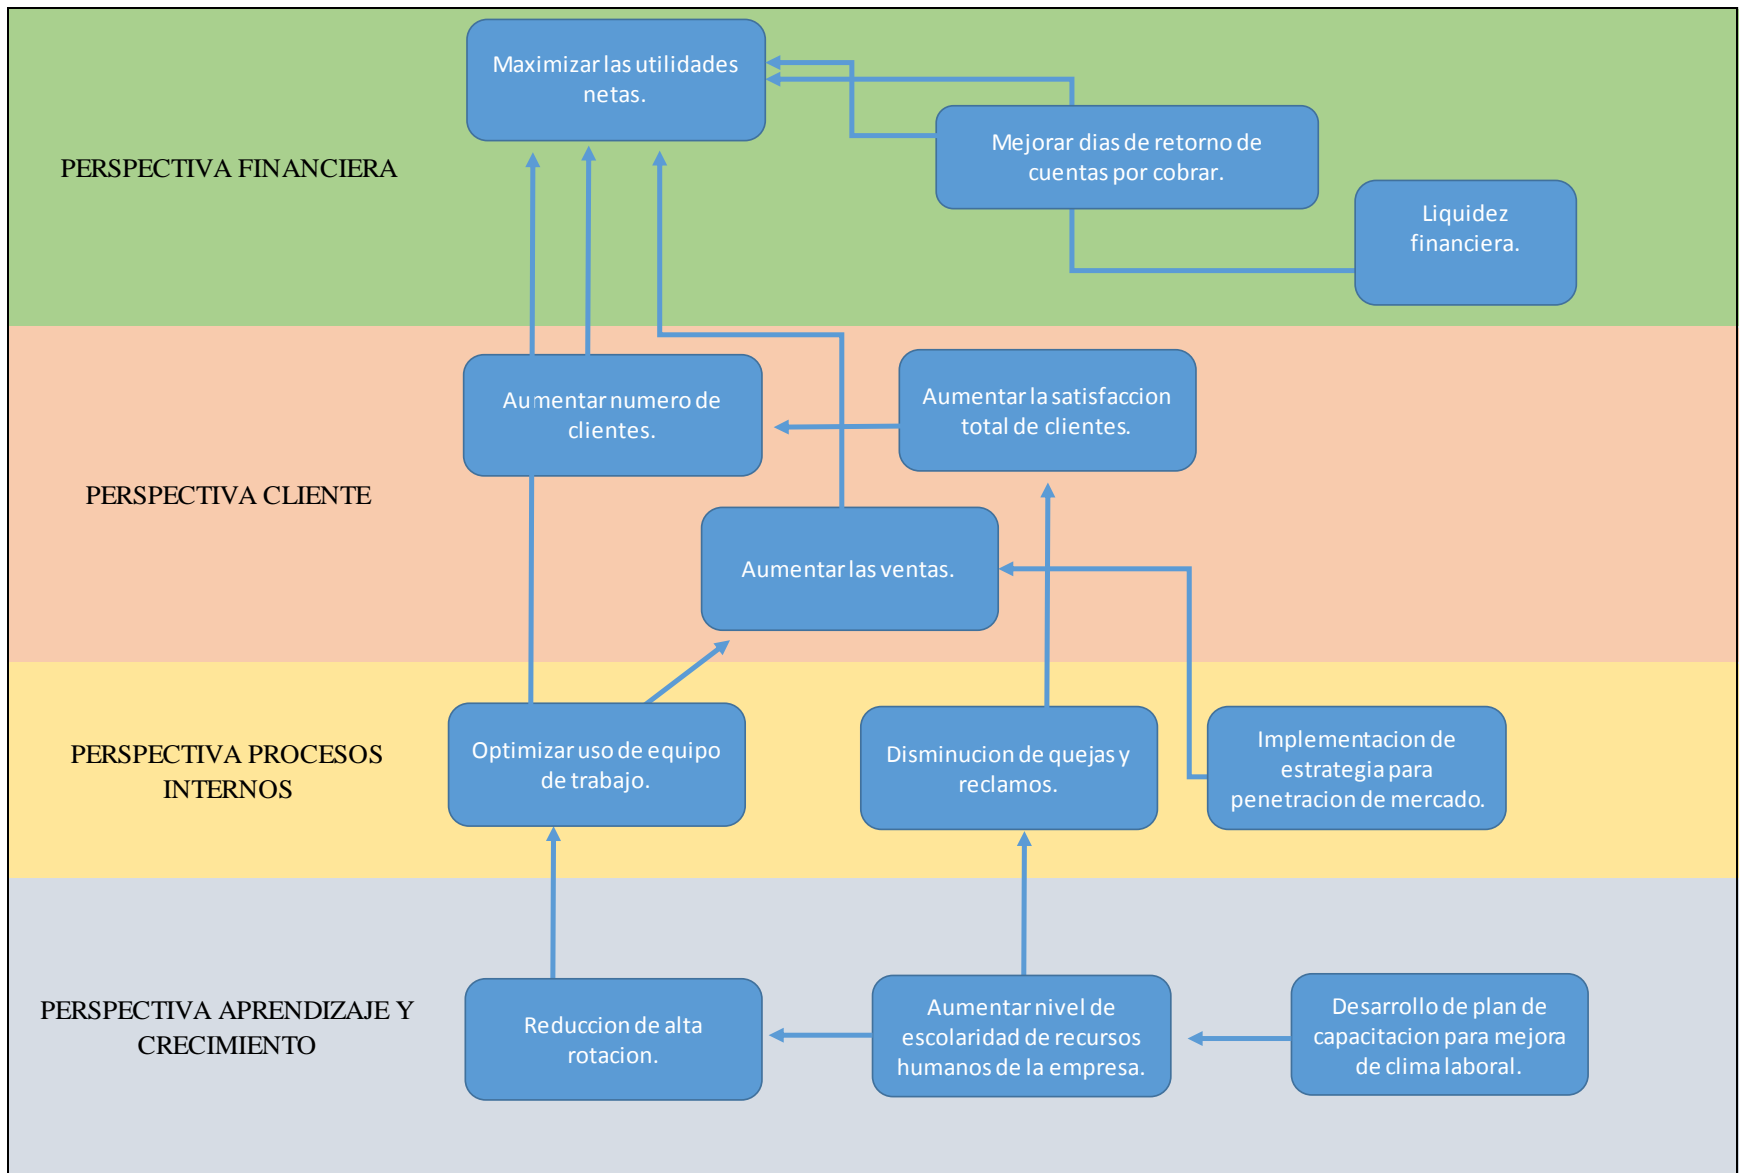 Maximizar las utilidades
netas.
PERSPECTIVA FINANCIERA
Mejorar dias de retorno de
cuentas por cobrar.
Liquidez
financiera.
PERSPECTIVA CLIENTE
Aumentar numero de
clientes.
Aumentar la satisfaccion
total de clientes.
Aumentar las ventas.
PERSPECTIVA PROCESOS
INTERNOS
Optimizar uso de equipo
de trabajo.
Disminucion de quejas y
reclamos.
Implementacion de
estrategia para
penetracion de mercado.
PERSPECTIVA APRENDIZAJE Y
CRECIMIENTO
Reduccion de alta
rotacion.
Aumentar nivel de
escolaridad de recursos
humanos de la empresa.
Desarrollo de plan de
capacitacion para mejora
de clima laboral.